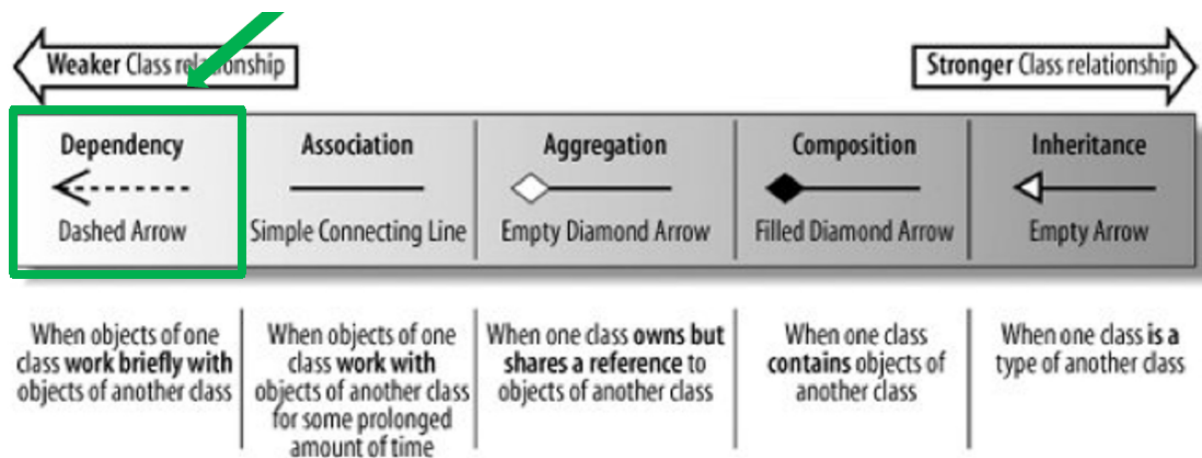 Weaker Class relationship
Stronger Class relationship
Dependency
Association
Aggregation
Composition
Inheritance
Dashed Arrow
Simple Connecting Line
Empty Diamond Arrow
Filled Diamond Arrow
Empty Arrow
When objects of one
class work briefly with
objects of another class
When objects of one
class work with
objects of another class
for some prolonged
amount of time
When one class owns but
shares a reference to
objects of another class
When one class
contains objects of
another class
When one class is a
type of another class